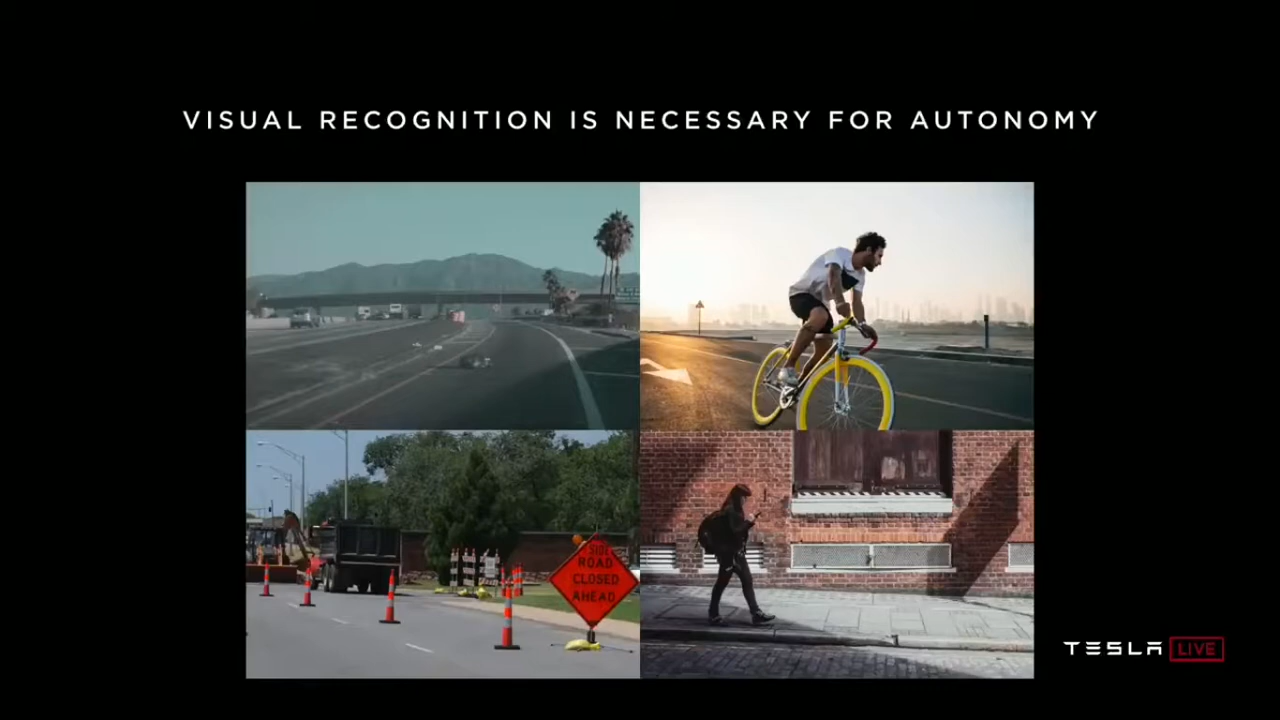 VISUAL RECOGNITION IS NECESSARY FOR AUTONOMY
SIDE
ROAD
CLOSED
AHEAD
TESLA LIVE